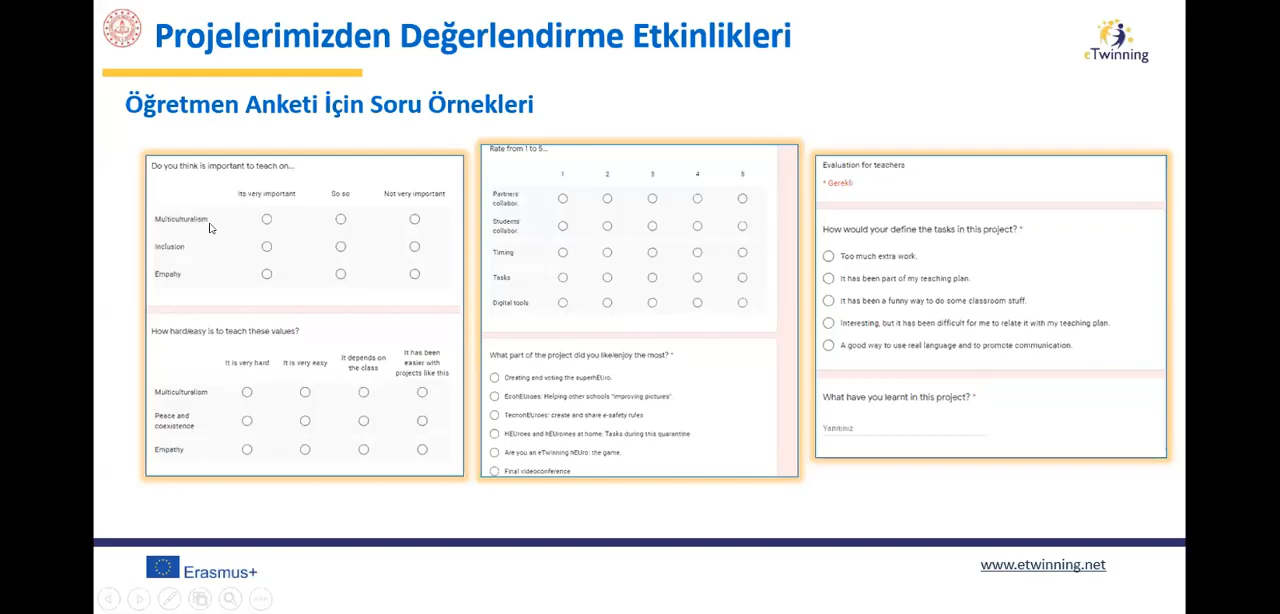 Projelerimizden Değerlendirme Etkinlikleri
eTwinning
Öğretmen Anketi İçin Soru Örnekleri
Do you think is important to teach on...
Its very important So so Not very important
Multiculturalism
Inclusion
Empahy
How hard/easy is to teach these values?
It is very hard It is very easy It depends on the class It has been easier with projects like this
Multiculturalism
Peace and
coexistence
Empathy
Rate from 1 to 5...
1 2 3 4 5
Partners'
collabor.
Students'
collabor.
Timing
Tasks
Digital tools
What part of the project did you like/enjoy the most? *
Creating and voting the superhEUro.
EcohEUroes: Helping other schools "improving pictures".
TecnohEUroes: create and share e-safety rules
HEUroes and hEUroines at home: Tasks during this quarantine
Are you an eTwinning hEUro: the game.
Final videoconference
Evaluation for teachers
* Gerekli
How would your define the tasks in this project? *
Too much extra work.
It has been part of my teaching plan.
It has been a funny way to do some classroom stuff.
Interesting, but it has been difficult for me to relate it with my teaching plan.
A good way to use real language and to promote communication.
What have you learnt in this project? *
Yanıtınız
Erasmus+
www.etwinning.net